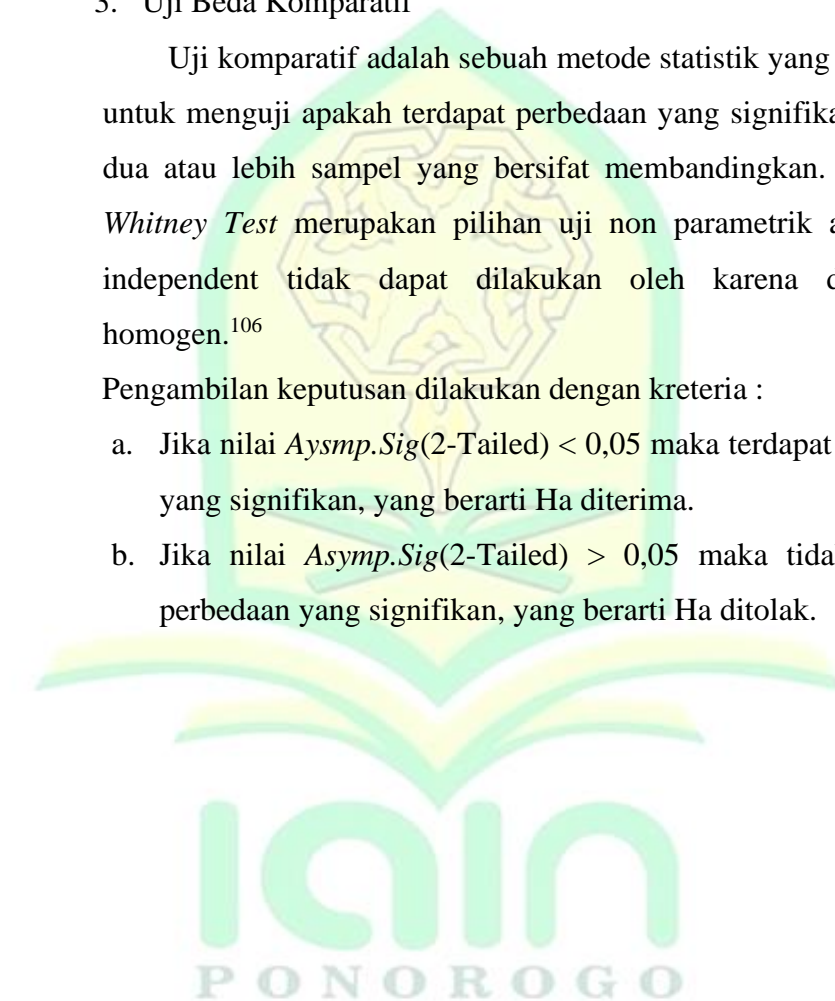 3. Uji Beda Komparatif
Uji komparatif adalah sebuah metode statistik yang
untuk menguji apakah terdapat perbedaan yang signifika
dua atau lebih sampel yang bersifat membandingkan.
Whitney Test merupakan pilihan uji non parametrik a
independent tidak dapat dilakukan oleh karena d
homogen.106
Pengambilan keputusan dilakukan dengan kreteria :
a. Jika nilai Aysmp.Sig(2-Tailed) < 0,05 maka terdapat
yang signifikan, yang berarti Ha diterima.
b. Jika nilai Asymp.Sig(2-Tailed) > 0,05 maka tida
perbedaan yang signifikan, yang berarti Ha ditolak.
iain
PONOROGO